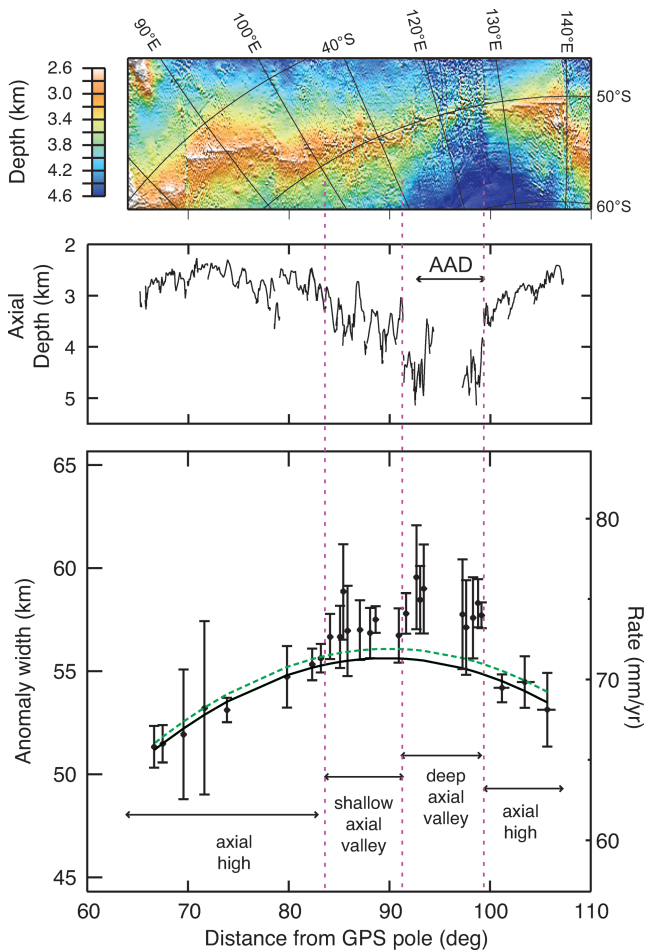 90°E
100°E
40°S
120°E
130°E
140°E
50°S
60°S
Depth (km)
2.6
3.0
3.4
3.8
4.2
4.6
Axial
Depth (km)
2
3
4
5
AAD
Anomaly width (km)
65
60
55
50
45
80
70
60
Rate (mm/yr)
axial
high
shallow
axial
valley
deep
axial
valley
axial
high
60
70
80
90
100
110
Distance from GPS pole (deg)